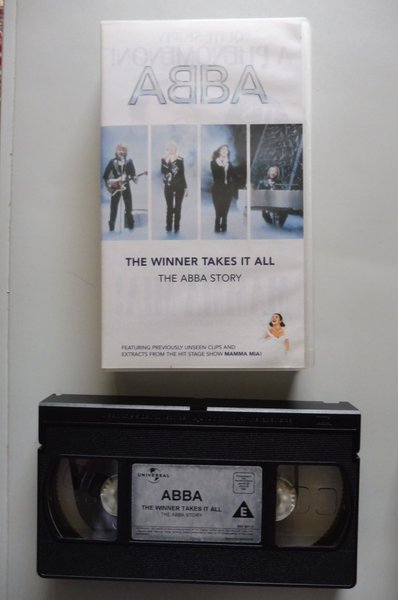 ABBA
THE WINNER TAKES IT ALL
THE ABBA STORY
FEATURING PREVIOUSLY UNSEEN CLIPS AND
EXTRACTS FROM THE HIT STAGE SHOW MAMMA MIA!
UNIVERSAL
ABBA
THE WINNER TAKES IT ALL
THE ABBA STORY
E